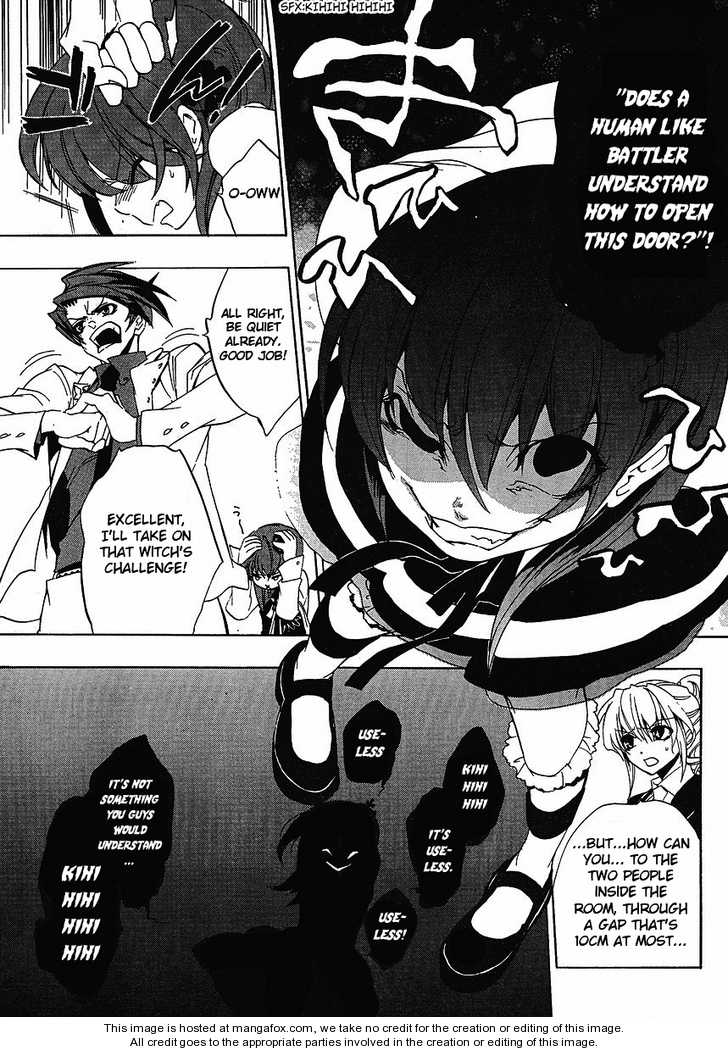 SFX:KIHIHI HIHIHI
"DOES A
HUMAN LIKE
BATTLER
UNDERSTAND
HOW TO OPEN
THIS DOOR?"!
O-OWW
ALL RIGHT,
BE QUIET
ALREADY.
GOOD JOB!
EXCELLENT,
I'LL TAKE ON
THAT WITCH'S
CHALLENGE!
...BUT...HOW CAN
YOU... TO THE
TWO PEOPLE
INSIDE THE
ROOM, THROUGH
A GAP THAT'S
10CM AT MOST...
USE-
LESS
KIHI
HIHI
HIHI
IT'S
USE-
LESS.
USE-
LESS!
IT'S NOT
SOMETHING
YOU GUYS
WOULD
UNDERSTAND
...
KIHI
HIHI
HIHI
HIHI
This image is hosted at mangafox.com, we take no credit for the creation or editing of this image.
All credit goes to the appropriate parties involved in the creation or editing of this image.